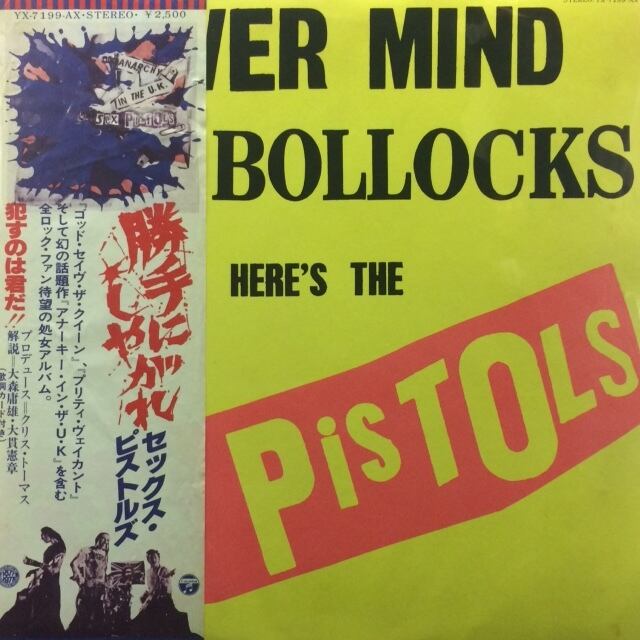 YX-7199-AX・STEREO・¥2,500
STEREO YX-7199-AX
VER MIND
BOLLOCKS
HERE'S THE
PISTOLS
ANARCHY
IN THE U.K.
SEX PISTOLS
勝手に
しやがれ
セックス・
ピストルズ
"ゴッド・セイヴ・ザ・クイーン"、"プリティ・ヴェイカント"
そして幻の話題作『アナーキー・イン・ザ・U・K』を含む
全ロック・ファン待望の処女アルバム。
犯すのは君だ!!
プロデュース=クリス・トーマス
解説=大森庸雄・大貫憲章